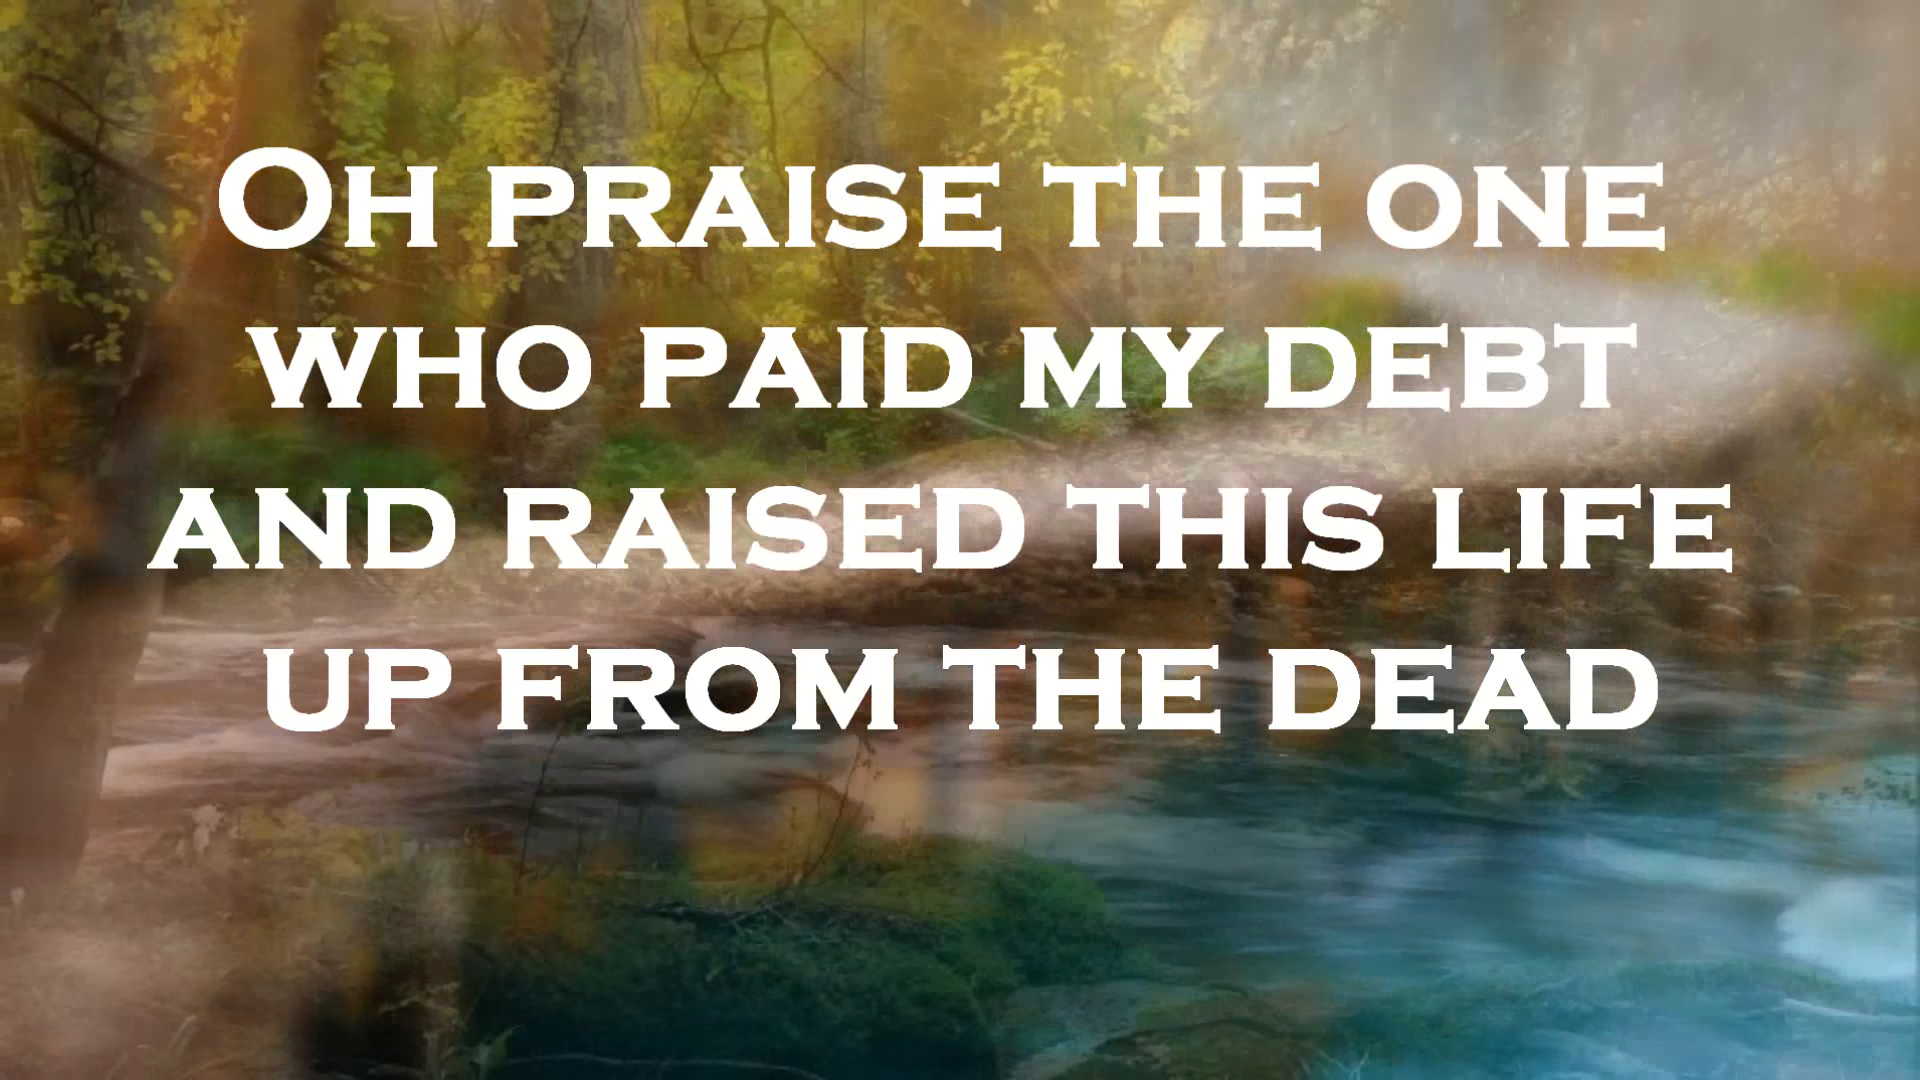 Oh praise the one
who paid my debt
and raised this life
up from the dead